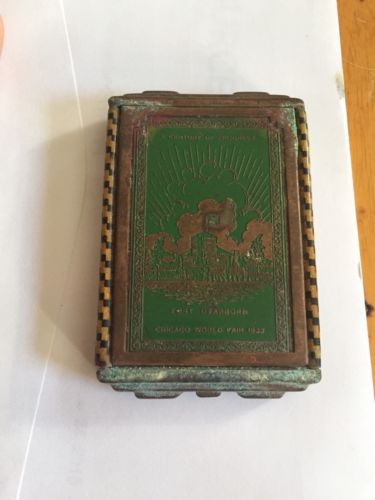 A CENTURY OF PROGRESS
FORT DEARBORN
CHICAGO WORLD FAIR 1933